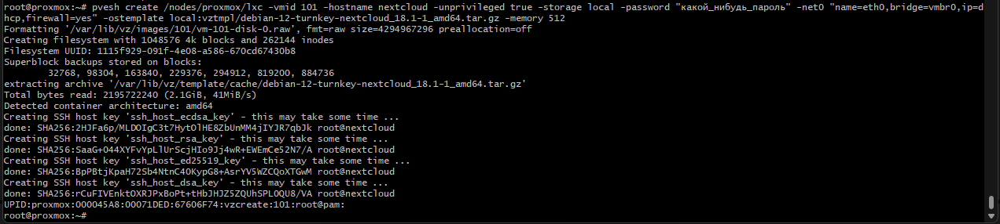 root@proxmox:~# pvesh create /nodes/proxmox/lxc -vmid 101 -hostname nextcloud -unprivileged true -storage local -password "какой_нибудь_пароль" -net0 "name=eth0,bridge=vmbr0,ip=d
hcp,firewall=yes" -ostemplate local:vztmpl/debian-12-turnkey-nextcloud_18.1-1_amd64.tar.gz -memory 512
Formatting '/var/lib/vz/images/101/vm-101-disk-0.raw', fmt=raw size=4294967296 preallocation=off
Creating filesystem with 1048576 4k blocks and 262144 inodes
Filesystem UUID: 1115f929-091f-4e08-a586-670cd67430b8
Superblock backups stored on blocks:
32768, 98304, 163840, 229376, 294912, 819200, 884736
extracting archive '/var/lib/vz/template/cache/debian-12-turnkey-nextcloud_18.1-1_amd64.tar.gz'
Total bytes read: 2195722240 (2.1GiB, 41MiB/s)
Detected container architecture: amd64
Creating SSH host key 'ssh_host_ecdsa_key' - this may take some time ...
done: SHA256:2HJFa6p/MLDOIgC3t7HytOlHE8ZbUnMM4jIYJR7qbJk root@nextcloud
Creating SSH host key 'ssh_host_rsa_key' - this may take some time ...
done: SHA256:SaaG+O44XYFvYpLlUrScjHIo9Jj4wR+EWEmCe52N7/A root@nextcloud
Creating SSH host key 'ssh_host_ed25519_key' - this may take some time ...
done: SHA256:BpPBtjKpaH72Sb4NtnC40KypG8+AsrYV5WZCQoXTGwM root@nextcloud
Creating SSH host key 'ssh_host_dsa_key' - this may take some time ...
done: SHA256:rCuFIVEnktOXRJPxBoPt+tHbJHJZ5ZQUhSPL0QU8/VA root@nextcloud
UPID:proxmox:000045A8:00071DED:67606F74:vzcreate:101:root@pam:
root@proxmox:~#